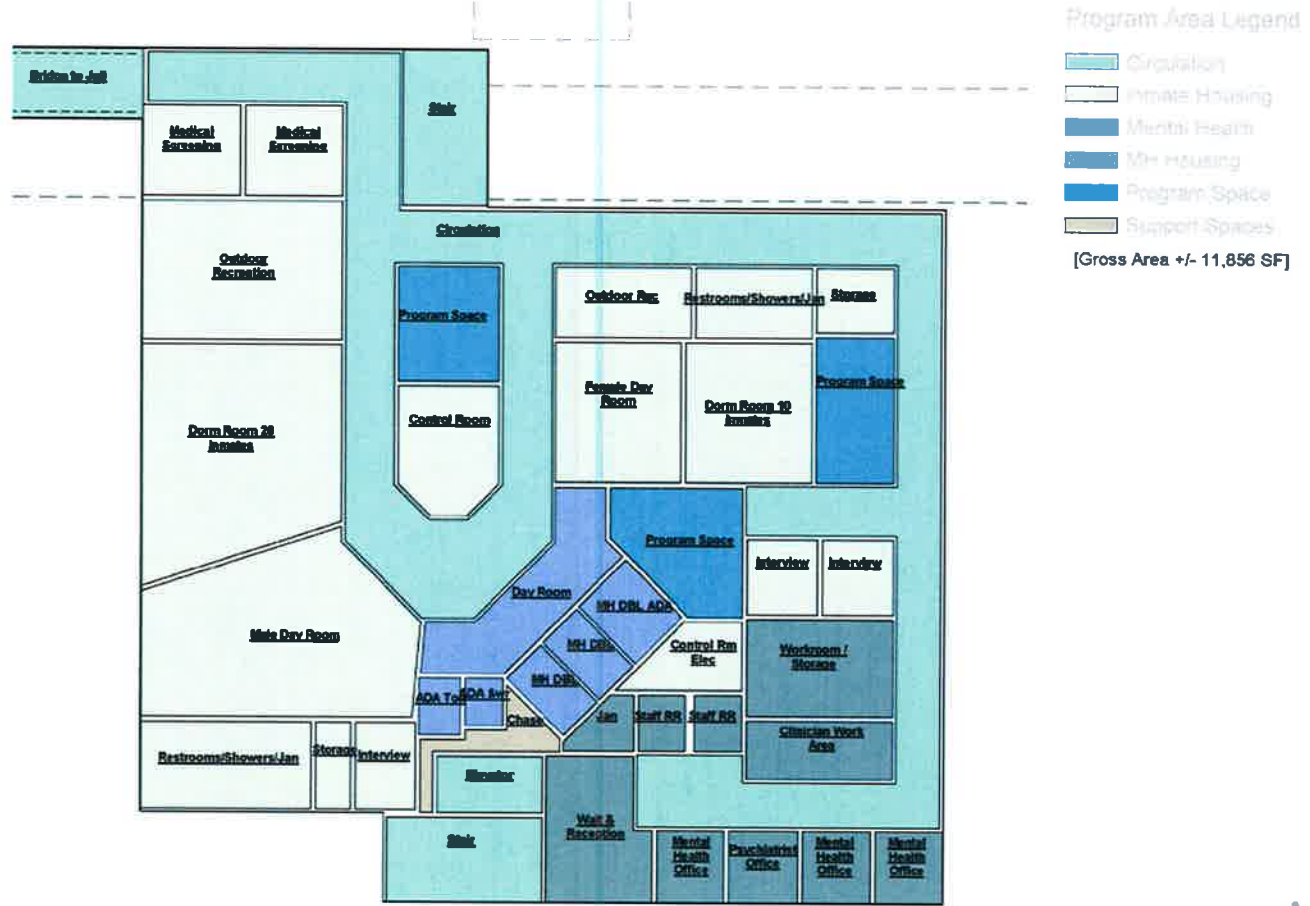 Program Area Legend
Circulation
Inmate Housing
Mental Health
MH Housing
Program Space
Support Spaces
[Gross Area +/- 11,856 SF]
Bridge to Jail
Stair
Medical
Screening
Medical
Screening
Circulation
Outdoor
Recreation
Program Space
Control Room
Outdoor Rec
Restrooms/Showers/Jan
Storage
Program Space
Female Day
Room
Dorm Room 10
Inmates
Dorm Room 20
Inmates
Program Space
Interview
Interview
Day Room
MH DBL ADA
MH DBL
MH DBL
Male Day Room
Control Rm
Elec
Workroom /
Storage
ADA Toil
ADA Swr
Chase
Jan
Staff RR
Staff RR
Clinician Work
Area
Restrooms/Showers/Jan
Storage
Interview
Elevator
Stair
Wait &
Reception
Mental
Health
Office
Psychiatrist
Office
Mental
Health
Office
Mental
Health
Office